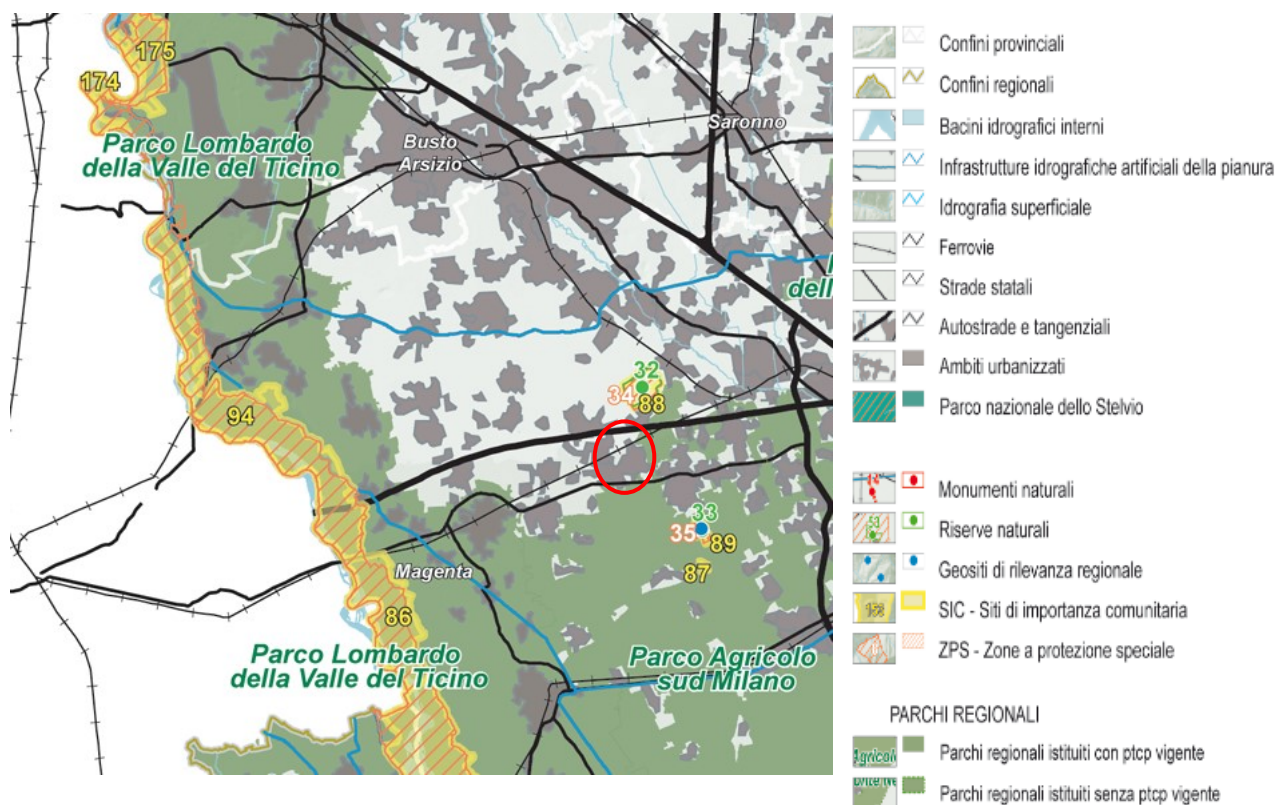 175
174
Parco Lombardo
della Valle del Ticino
Busto
Arsizio
Saronno
dell
32
34
88
94
33
35
89
87
Magenta
86
Parco Lombardo
della Valle del Ticino
Parco Agricolo
sud Milano
Confini provinciali
Confini regionali
Bacini idrografici interni
Infrastrutture idrografiche artificiali della pianura
Idrografia superficiale
Ferrovie
Strade statali
Autostrade e tangenziali
Ambiti urbanizzati
Parco nazionale dello Stelvio
Monumenti naturali
Riserve naturali
Geositi di rilevanza regionale
SIC - Siti di importanza comunitaria
ZPS - Zone a protezione speciale
PARCHI REGIONALI
Agricol
Parchi regionali istituiti con ptcp vigente
Parchi regionali istituiti senza ptcp vigente